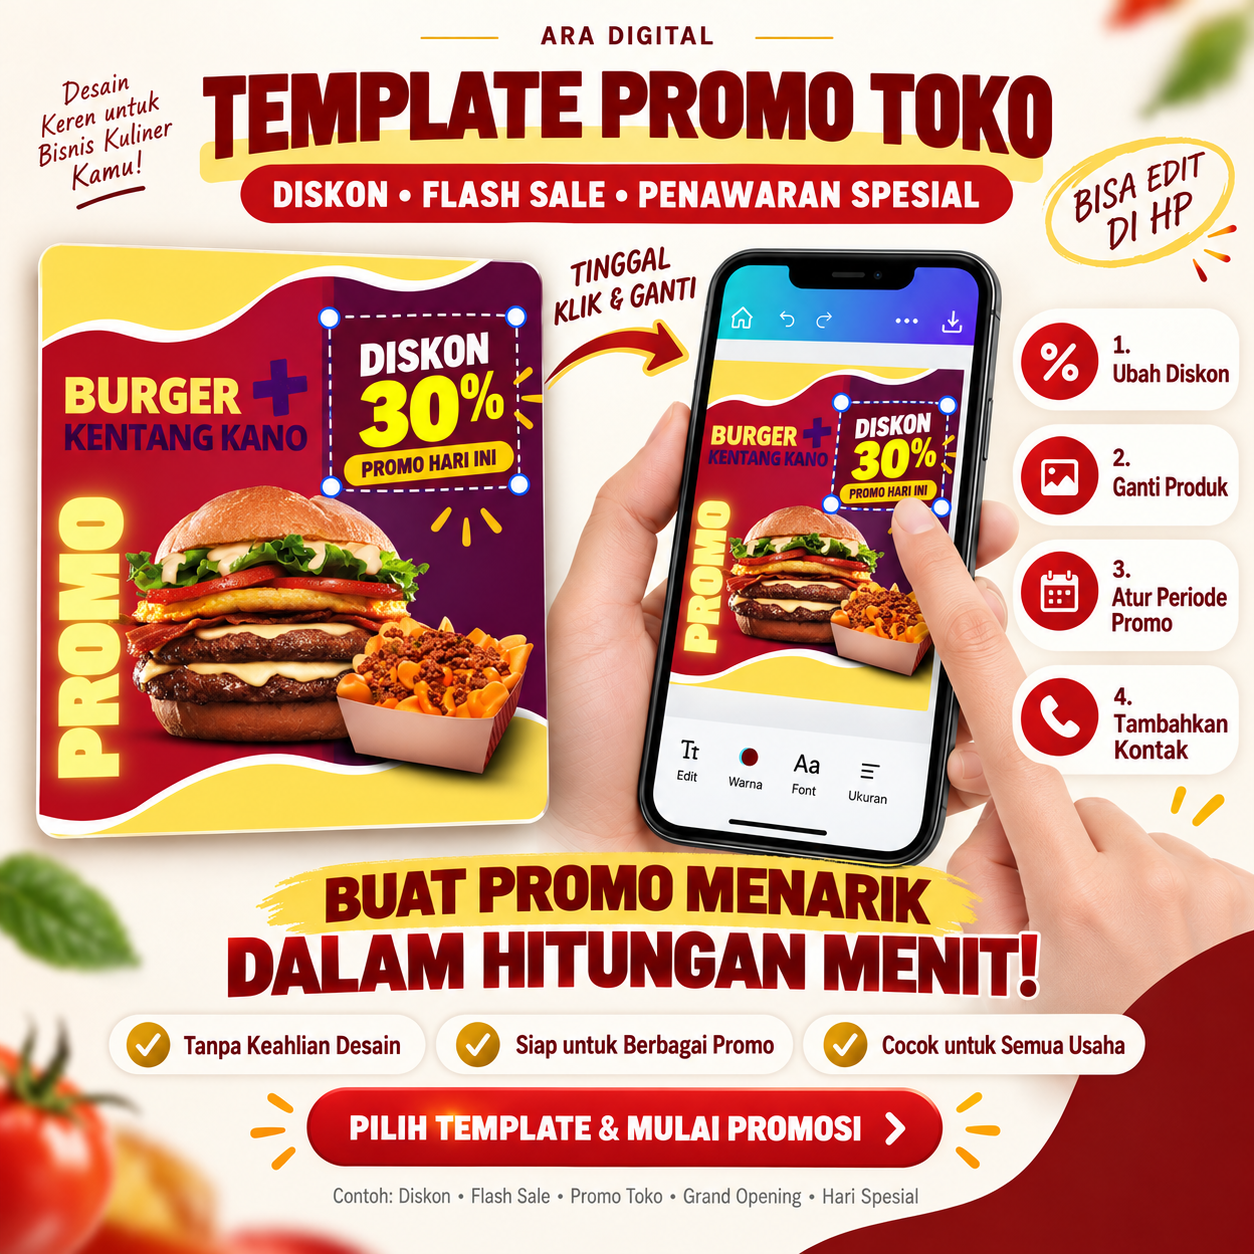 ARA DIGITAL
TEMPLATE PROMO TOKO
DISKON • FLASH SALE • PENAWARAN SPESIAL
Desain
Keren untuk
Bisnis Kuliner
Kamu!
BISA EDIT
DI HP
TINGGAL
KLIK & GANTI
BURGER +
KENTANG KANO
DISKON
30%
PROMO HARI INI
PROMO
BURGER +
KENTANG KANO
DISKON
30%
PROMO HARI INI
PROMO
Tt
Edit
Warna
Aa
Font
Ukuran
1.
Ubah Diskon
2.
Ganti Produk
3.
Atur Periode
Promo
4.
Tambahkan
Kontak
BUAT PROMO MENARIK
DALAM HITUNGAN MENIT!
Tanpa Keahlian Desain
Siap untuk Berbagai Promo
Cocok untuk Semua Usaha
PILIH TEMPLATE & MULAI PROMOSI
Contoh: Diskon • Flash Sale • Promo Toko • Grand Opening • Hari Spesial